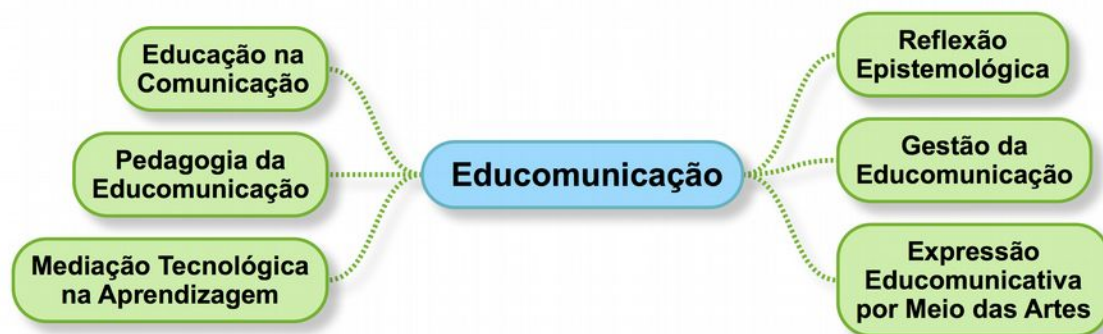 Educação na
Comunicação
Pedagogia da
Educomunicação
Mediação Tecnológica
na Aprendizagem
Educomunicação
Reflexão
Epistemológica
Gestão da
Educomunicação
Expressão
Educomunicativa
por Meio das Artes